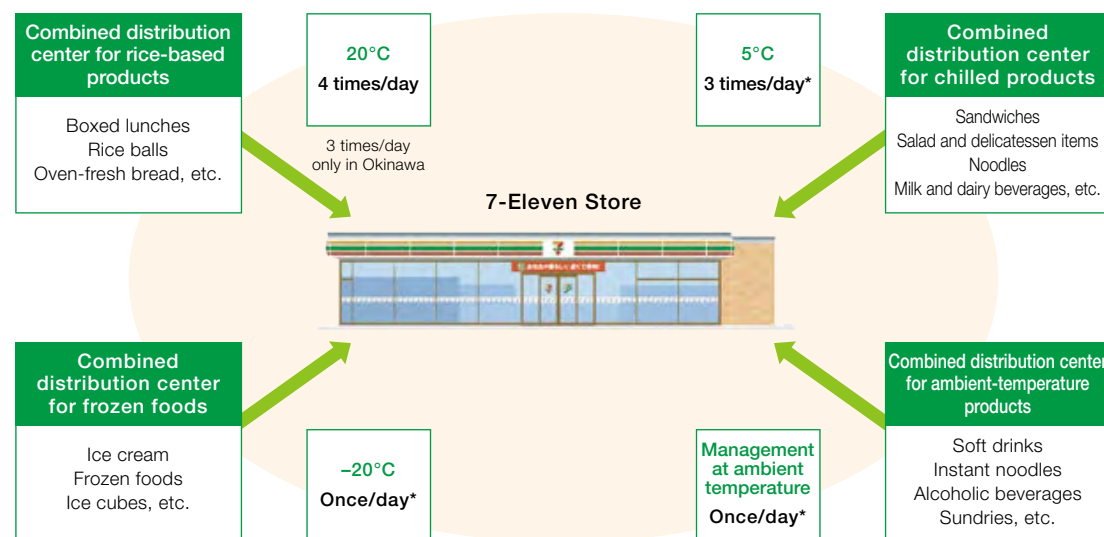 Combined distribution
center for rice-based
products
Boxed lunches
Rice balls
Oven-fresh bread, etc.
20°C
4 times/day
3 times/day
only in Okinawa
5°C
3 times/day*
Combined
distribution center
for chilled products
Sandwiches
Salad and delicatessen items
Noodles
Milk and dairy beverages, etc.
7-Eleven Store
7
Combined
distribution center
for frozen foods
Ice cream
Frozen foods
Ice cubes, etc.
–20°C
Once/day*
Management
at ambient
temperature
Once/day*
Combined distribution center
for ambient-temperature
products
Soft drinks
Instant noodles
Alcoholic beverages
Sundries, etc.